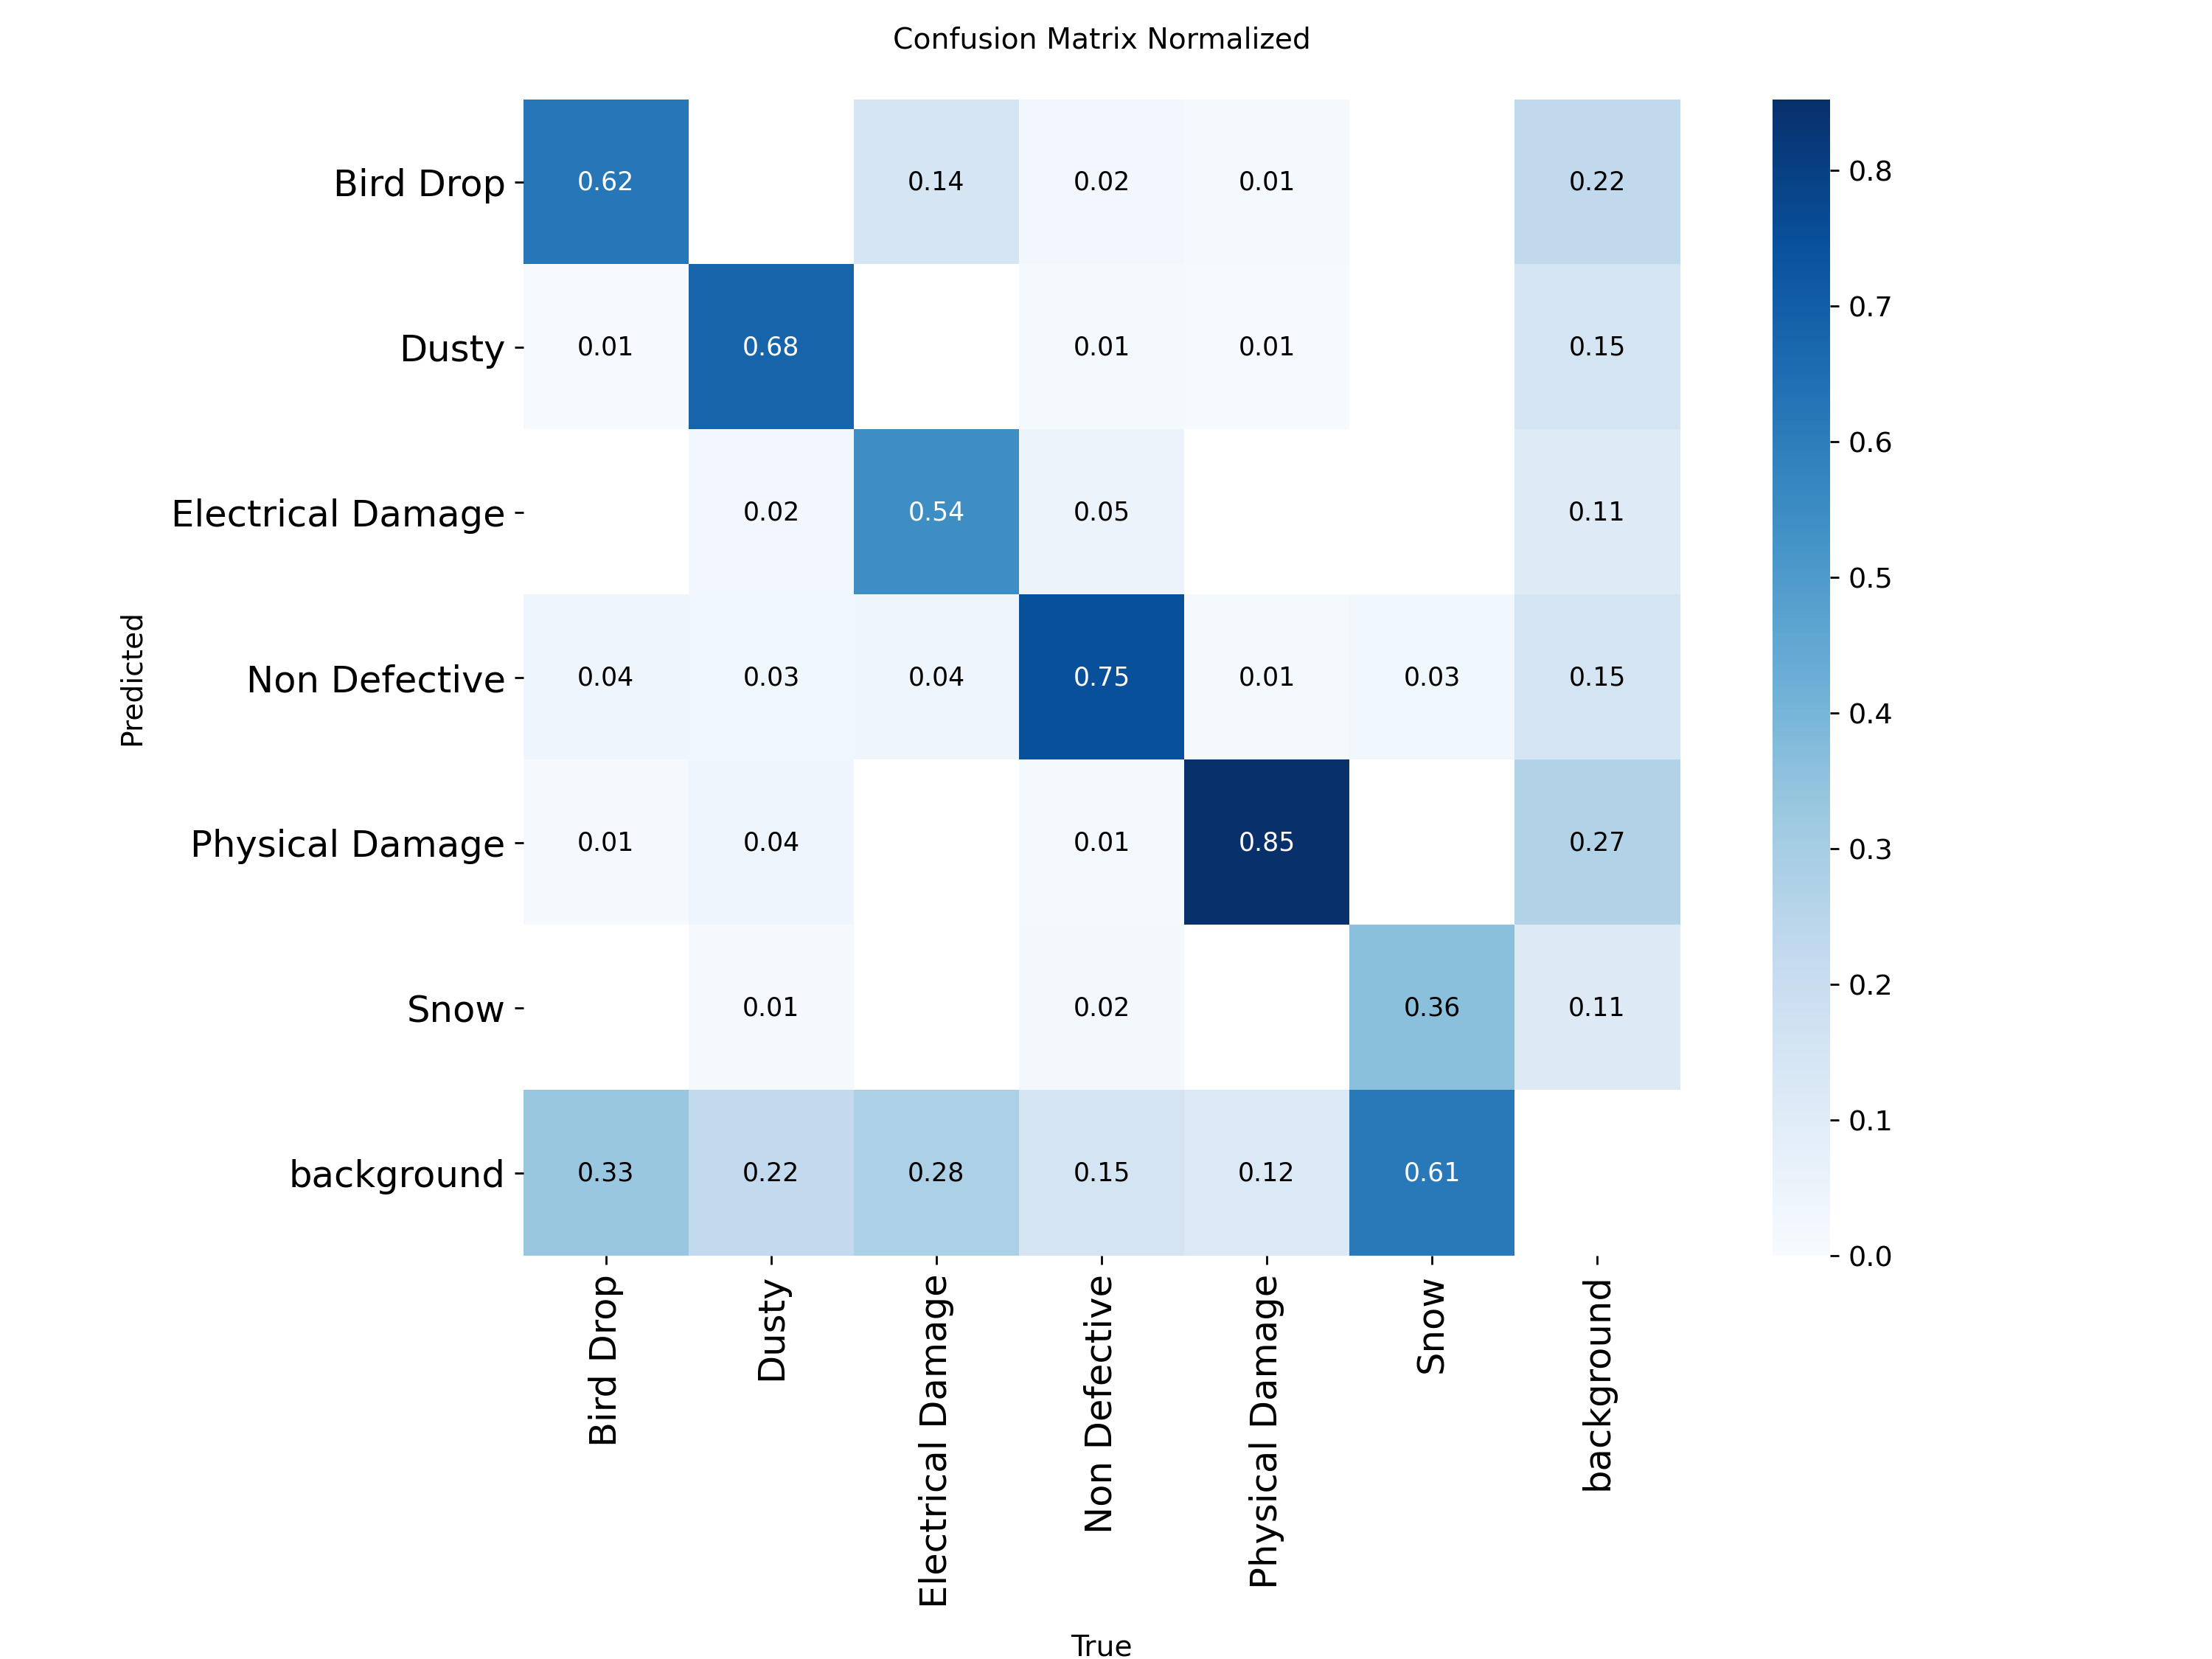 Confusion Matrix Normalized
Bird Drop 0.62 0.14 0.02 0.01 0.22
Dusty 0.01 0.68 0.01 0.01 0.15
Electrical Damage 0.02 0.54 0.05 0.11
Non Defective 0.04 0.03 0.04 0.75 0.01 0.03 0.15
Physical Damage 0.01 0.04 0.01 0.85 0.27
Snow 0.01 0.02 0.36 0.11
background 0.33 0.22 0.28 0.15 0.12 0.61
Predicted
Bird Drop
Dusty
Electrical Damage
Non Defective
Physical Damage
Snow
background
True
0.8
0.7
0.6
0.5
0.4
0.3
0.2
0.1
0.0